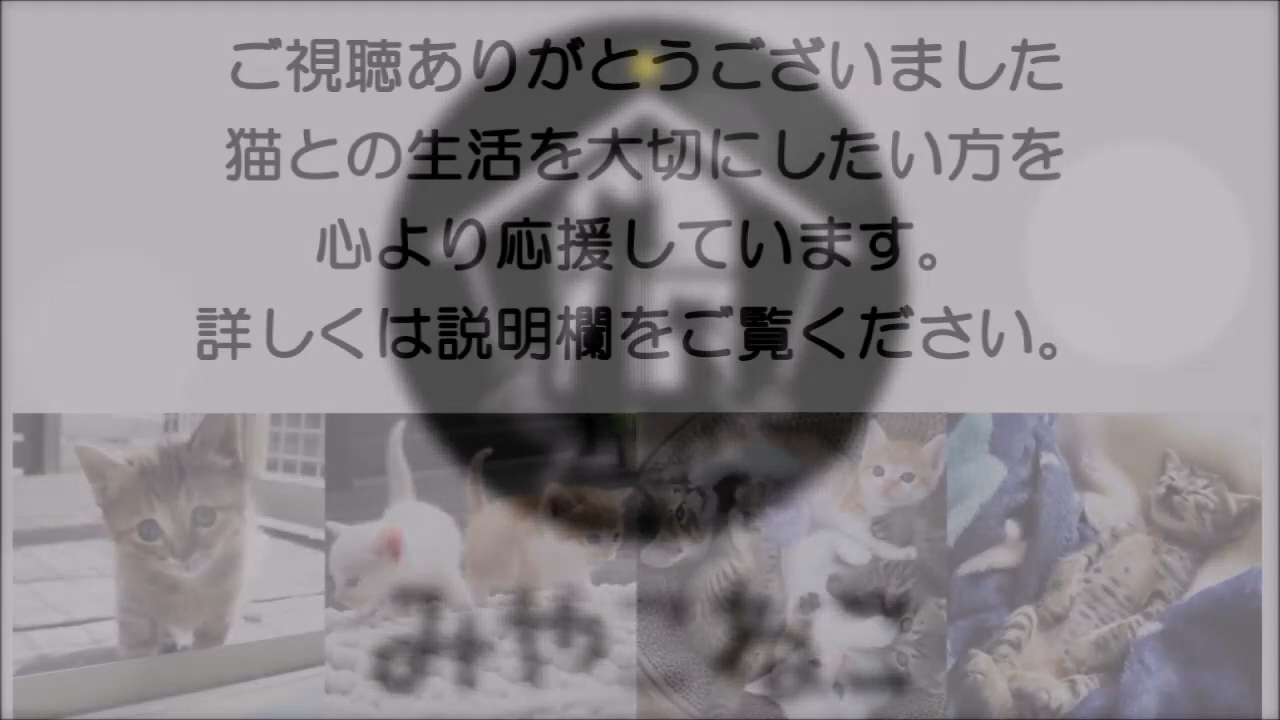 ご視聴ありがとうございました
猫との生活を大切にしたい方を
心より応援しています。
詳しくは説明欄をご覧ください。